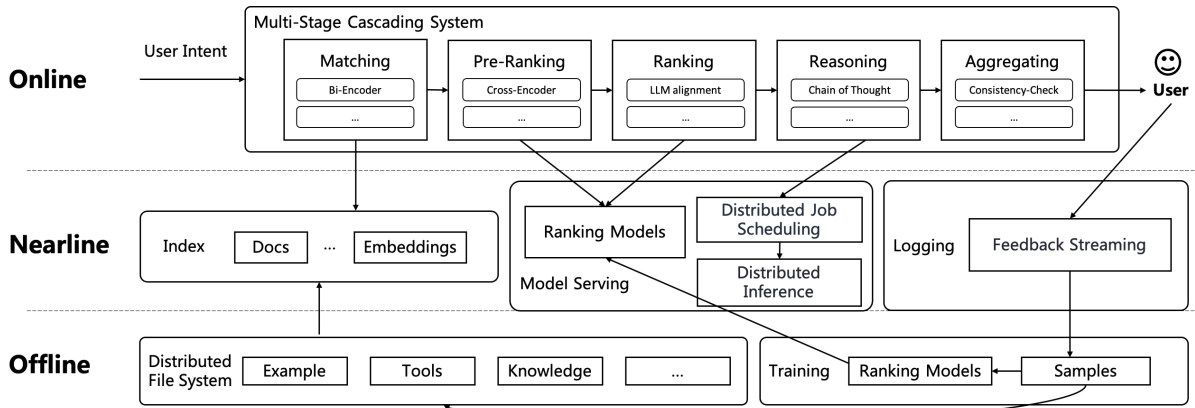 Multi-Stage Cascading System
User Intent
Online
Matching
Bi-Encoder
...
Pre-Ranking
Cross-Encoder
...
Ranking
LLM alignment
...
Reasoning
Chain of Thought
...
Aggregating
Consistency-Check
...
User
Nearline
Index
Docs
...
Embeddings
Ranking Models
Model Serving
Distributed Job
Scheduling
Distributed
Inference
Logging
Feedback Streaming
Offline
Distributed
File System
Example
Tools
Knowledge
...
Training
Ranking Models
Samples